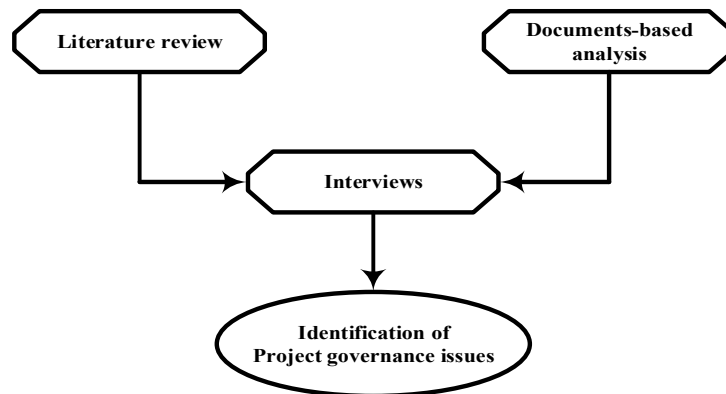 Literature review
Documents-based
analysis
Interviews
Identification of
Project governance issues